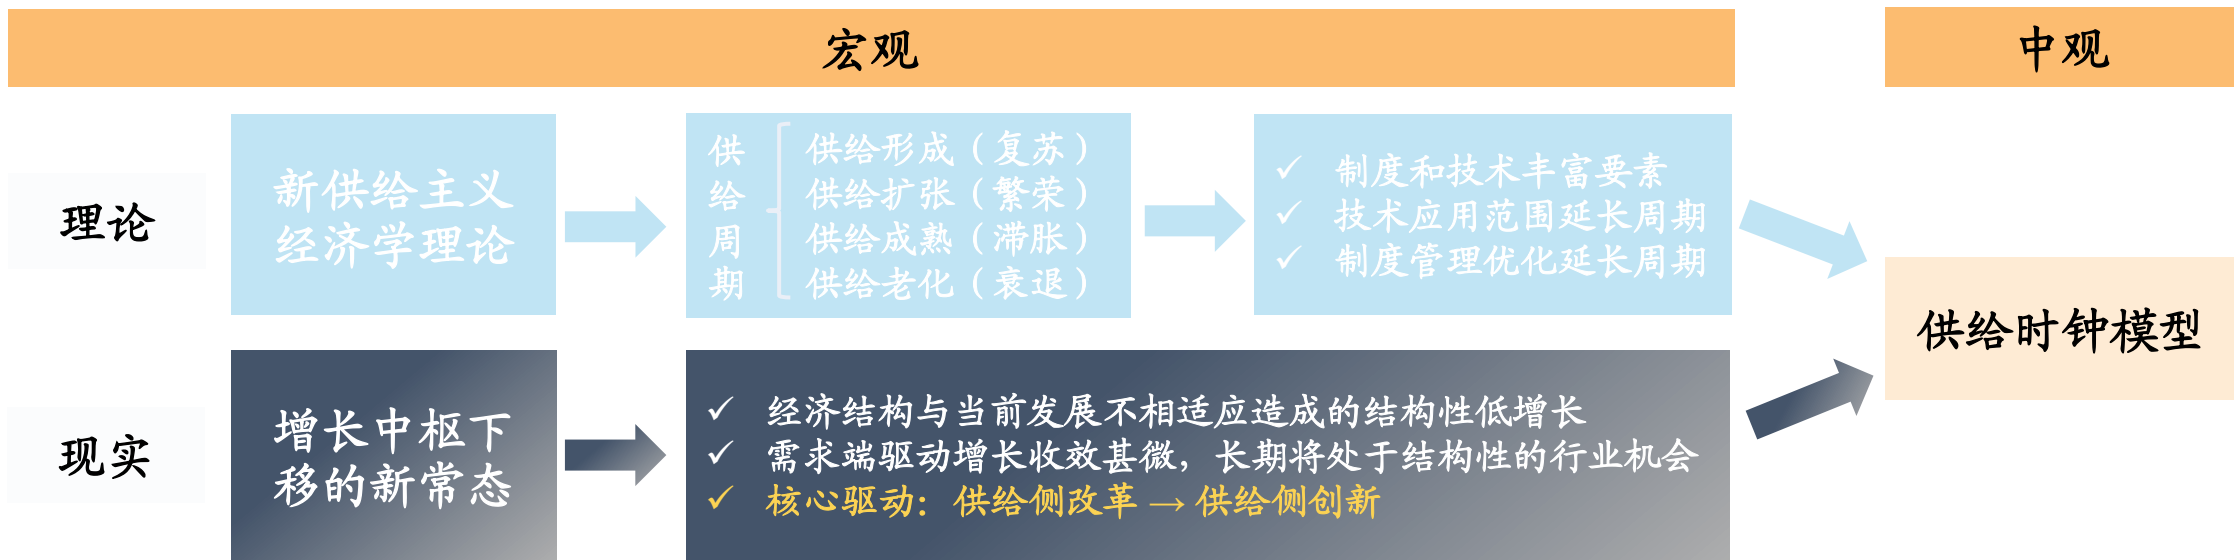 宏观
中观
理论
新供给主义
经济学理论
供给周期
供给形成（复苏）
供给扩张（繁荣）
供给成熟（滞胀）
供给老化（衰退）
✓ 制度和技术丰富要素
✓ 技术应用范围延长周期
✓ 制度管理优化延长周期
供给时钟模型
现实
增长中枢下
移的新常态
✓ 经济结构与当前发展不相适应造成的结构性低增长
✓ 需求端驱动增长收效甚微，长期将处于结构性的行业机会
✓ 核心驱动：供给侧改革 → 供给侧创新